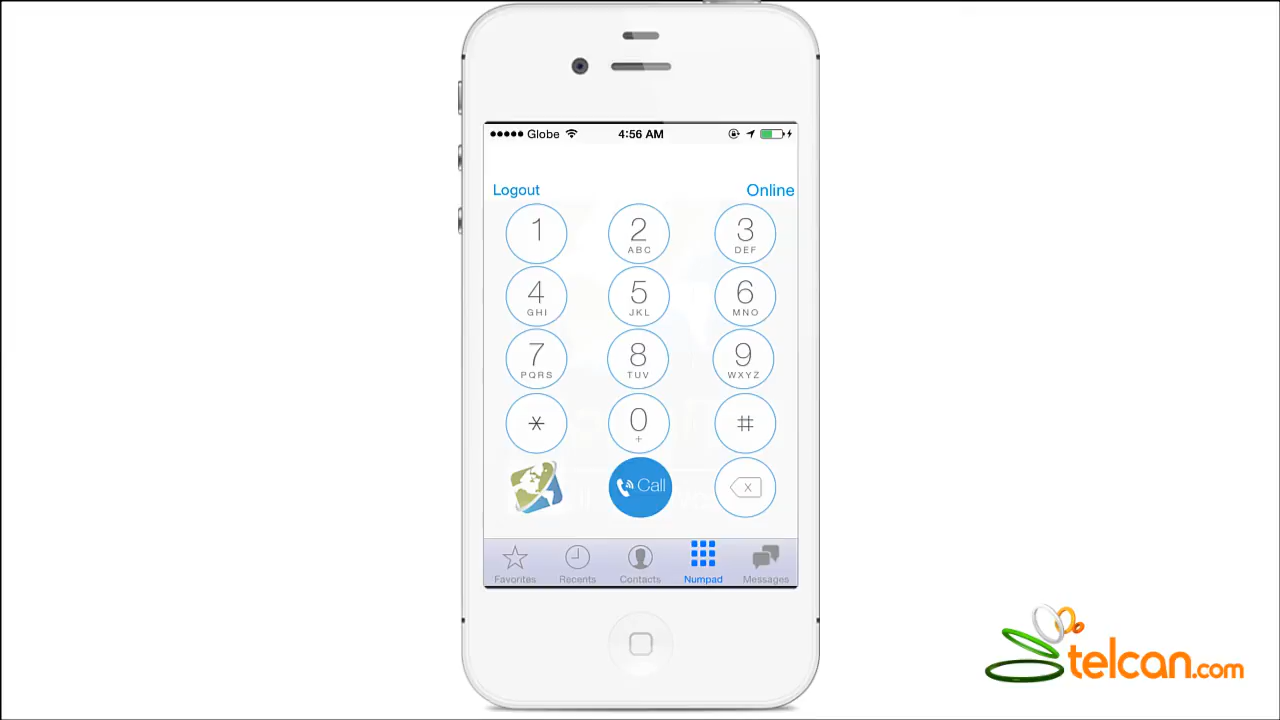 Globe 4:56 AM
Logout Online
1 2 3
ABC DEF
4 5 6
GHI JKL MNO
7 8 9
PQRS TUV WXYZ
* 0 #
+
Call X
Favorites Recents Contacts Numpad Messages
telcan.com